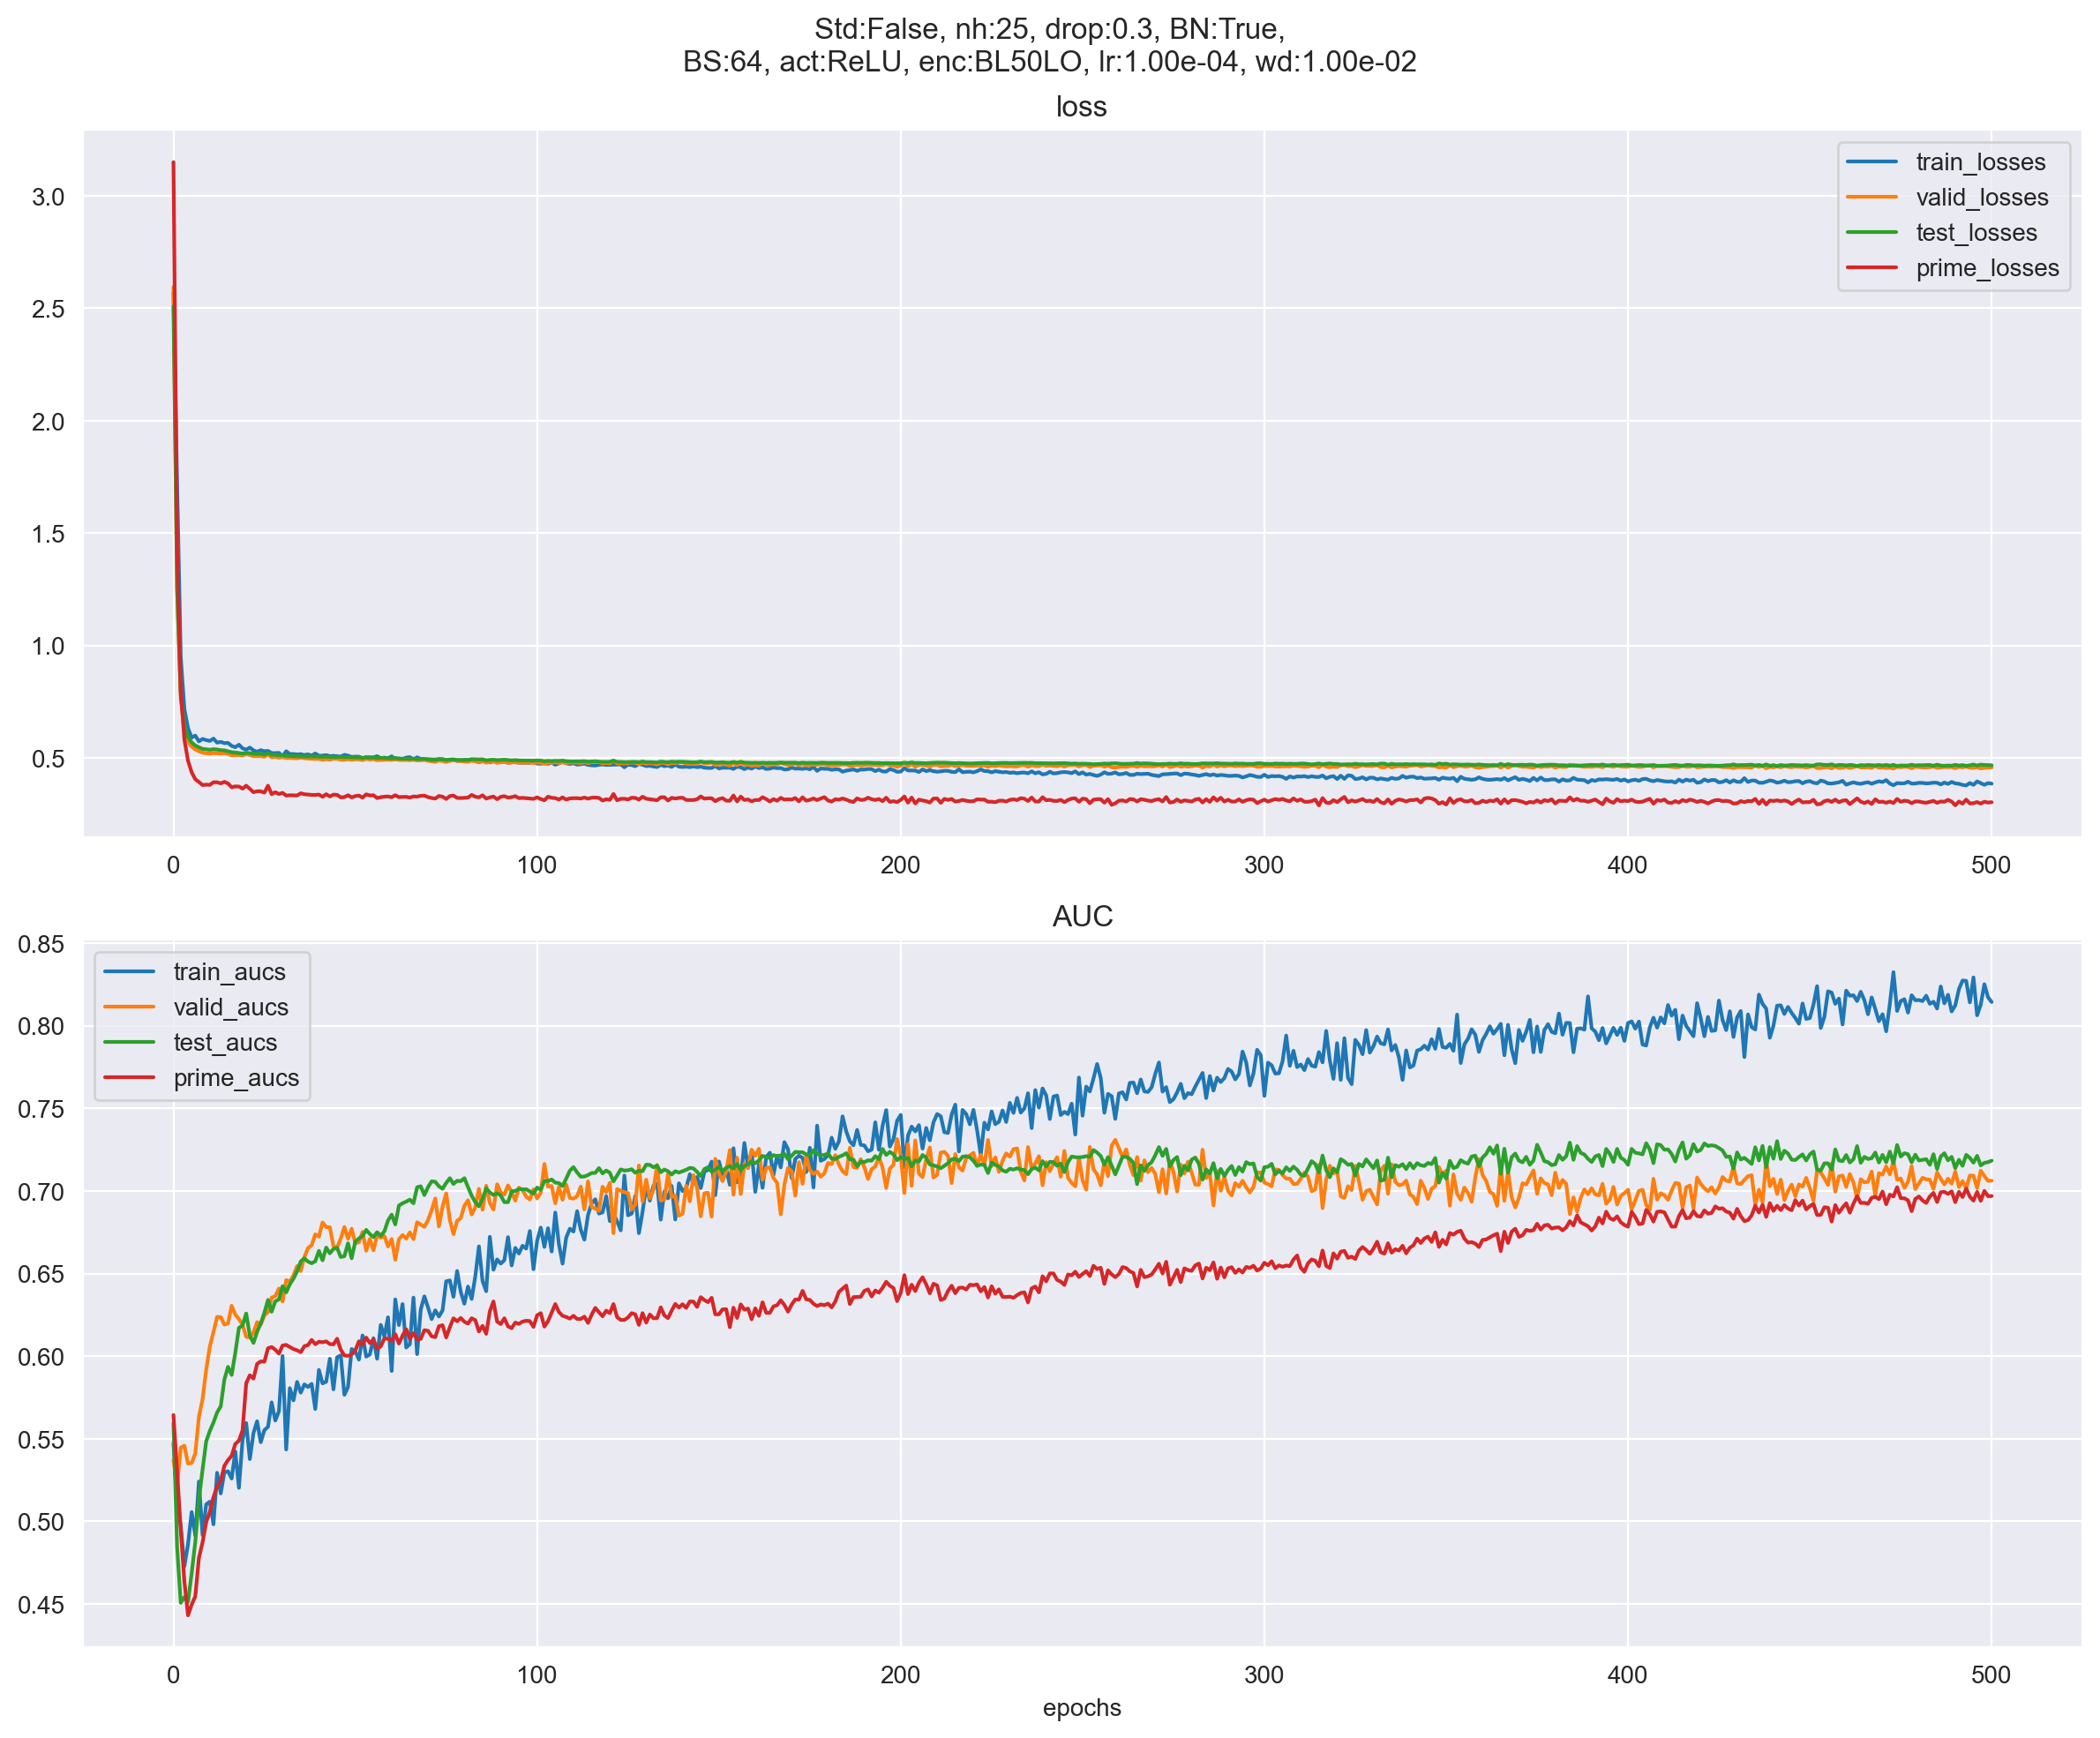 Std:False, nh:25, drop:0.3, BN:True,
BS:64, act:ReLU, enc:BL50LO, lr:1.00e-04, wd:1.00e-02
loss
3.0
2.5
2.0
1.5
1.0
0.5
train_losses
valid_losses
test_losses
prime_losses
0 100 200 300 400 500
AUC
0.85
0.80
0.75
0.70
0.65
0.60
0.55
0.50
0.45
train_aucs
valid_aucs
test_aucs
prime_aucs
0 100 200 300 400 500
epochs